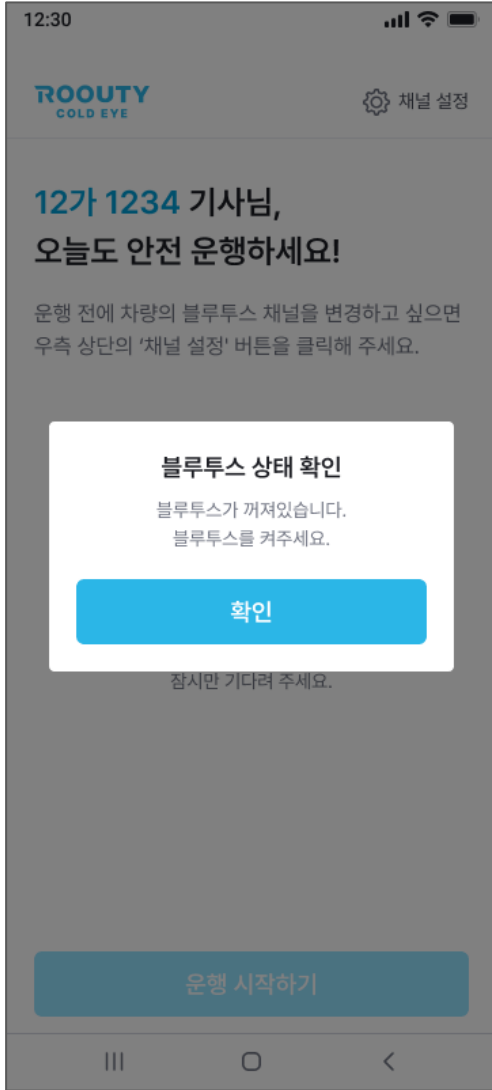 12:30
ROOUTY
COLD EYE
채널 설정
12가 1234 기사님,
오늘도 안전 운행하세요!
운행 전에 차량의 블루투스 채널을 변경하고 싶으면
우측 상단의 ‘채널 설정' 버튼을 클릭해 주세요.
블루투스 상태 확인
블루투스가 꺼져있습니다.
블루투스를 켜주세요.
확인
잠시만 기다려 주세요.
운행 시작하기